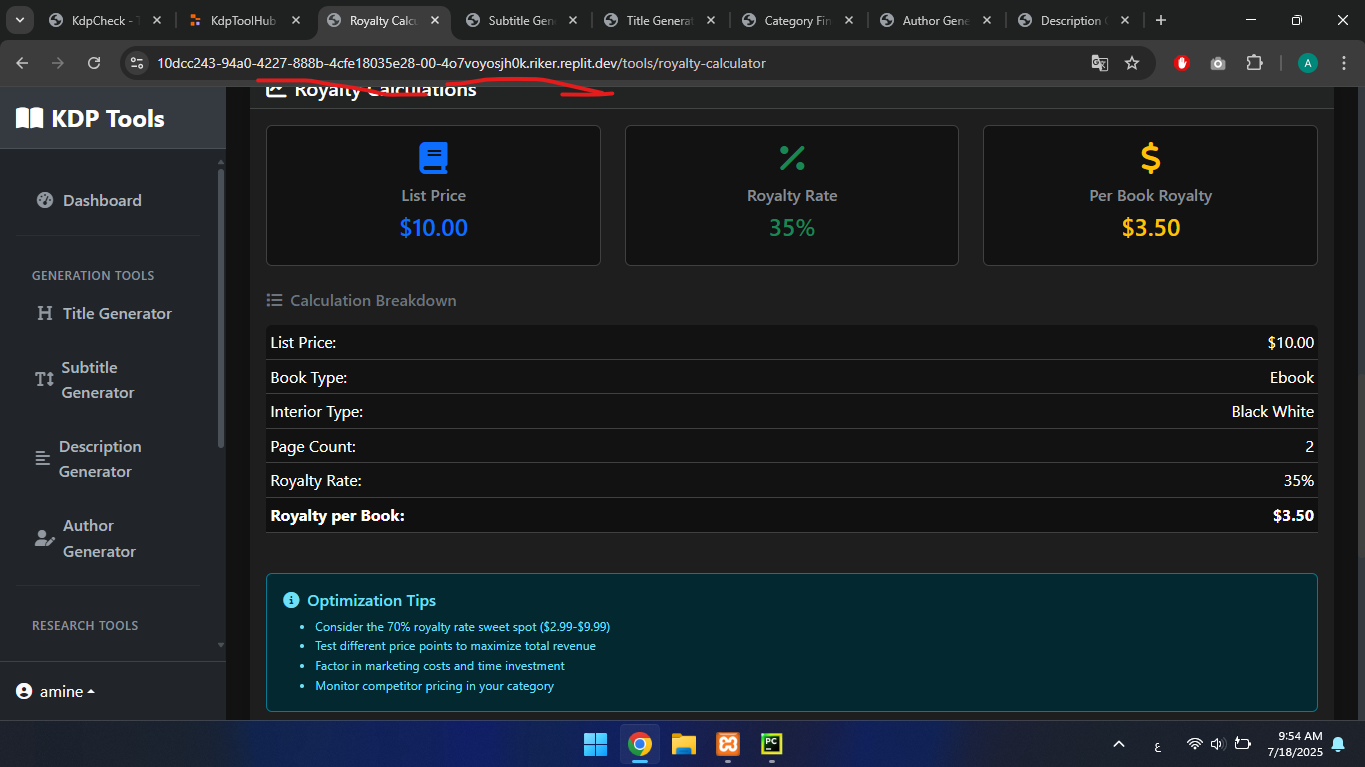 KdpCheck - T
KdpToolHub
Royalty Calcu
Subtitle Gen
Title Generat
Category Fin
Author Gene
Description G
10dcc243-94a0-4227-888b-4cfe18035e28-00-4o7voyosjh0k.riker.replit.dev/tools/royalty-calculator
A
KDP Tools
Dashboard
GENERATION TOOLS
Title Generator
Subtitle
Generator
Description
Generator
Author
Generator
RESEARCH TOOLS
amine
Royalty Calculations
List Price
$10.00
Royalty Rate
35%
Per Book Royalty
$3.50
Calculation Breakdown
List Price: $10.00
Book Type: Ebook
Interior Type: Black White
Page Count: 2
Royalty Rate: 35%
Royalty per Book: $3.50
Optimization Tips
• Consider the 70% royalty rate sweet spot ($2.99-$9.99)
• Test different price points to maximize total revenue
• Factor in marketing costs and time investment
• Monitor competitor pricing in your category
PC
ع
9:54 AM
7/18/2025